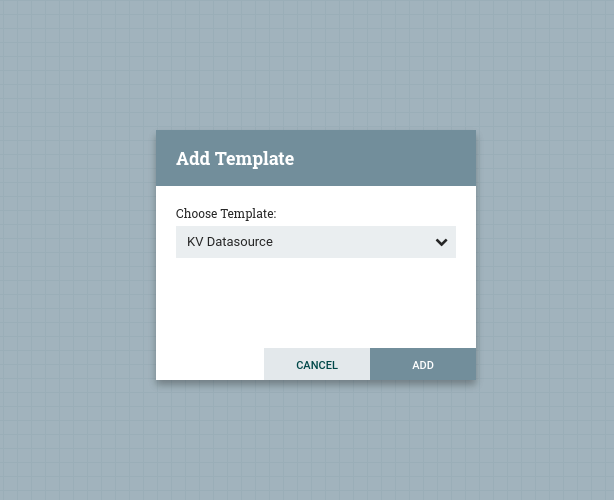 Add Template
Choose Template:
KV Datasource
CANCEL
ADD